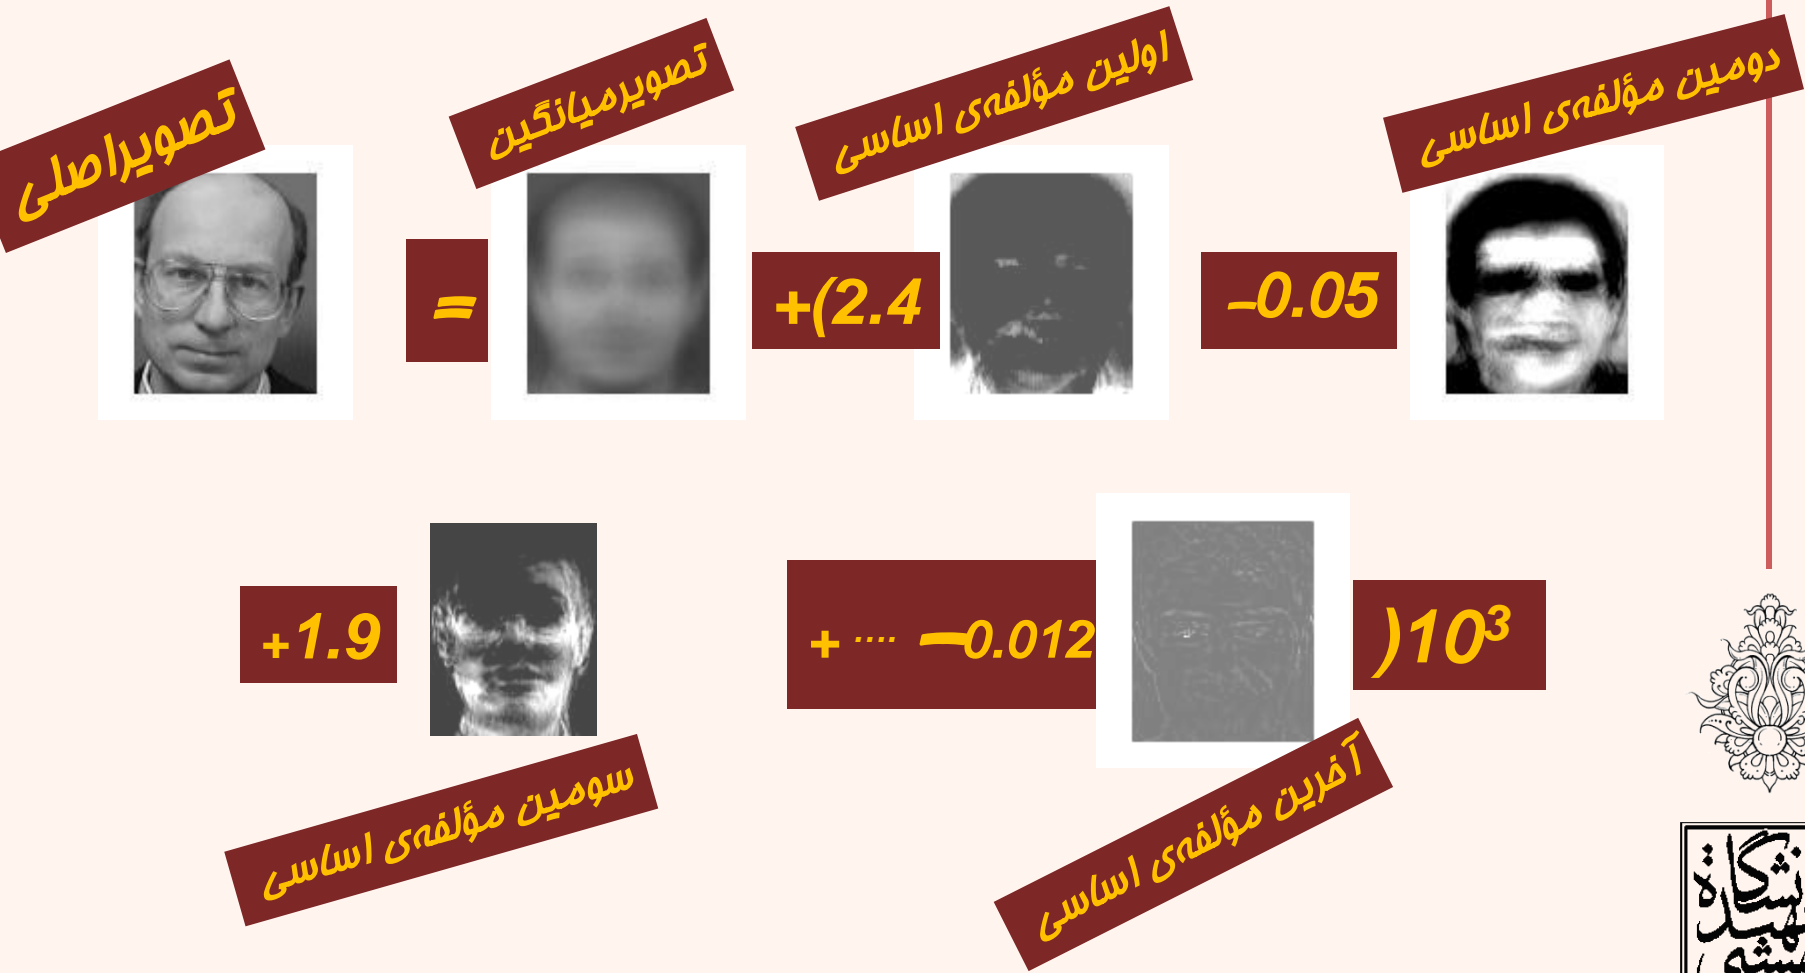 تصویراصلی
=
تصویرمیانگین
+(2.4
اولین مؤلفه‌ی اساسی
–0.05
دومین مؤلفه‌ی اساسی
+1.9
سومین مؤلفه‌ی اساسی
+ .... –0.012
آخرین مؤلفه‌ی اساسی
)10³